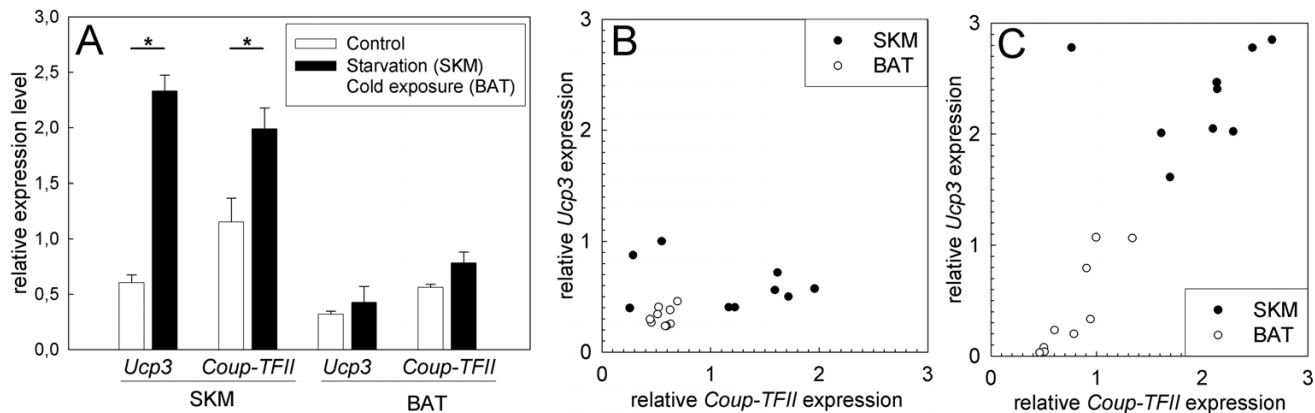 A
3,0
2,5
2,0
1,5
1,0
0,5
0,0
relative expression level
* *
Control
Starvation (SKM)
Cold exposure (BAT)
Ucp3 Coup-TFII Ucp3 Coup-TFII
SKM BAT
B
SKM
BAT
3
2
1
0
relative Ucp3 expression
0 1 2 3
relative Coup-TFII expression
C
3
2
1
0
relative Ucp3 expression
SKM
BAT
0 1 2 3
relative Coup-TFII expression